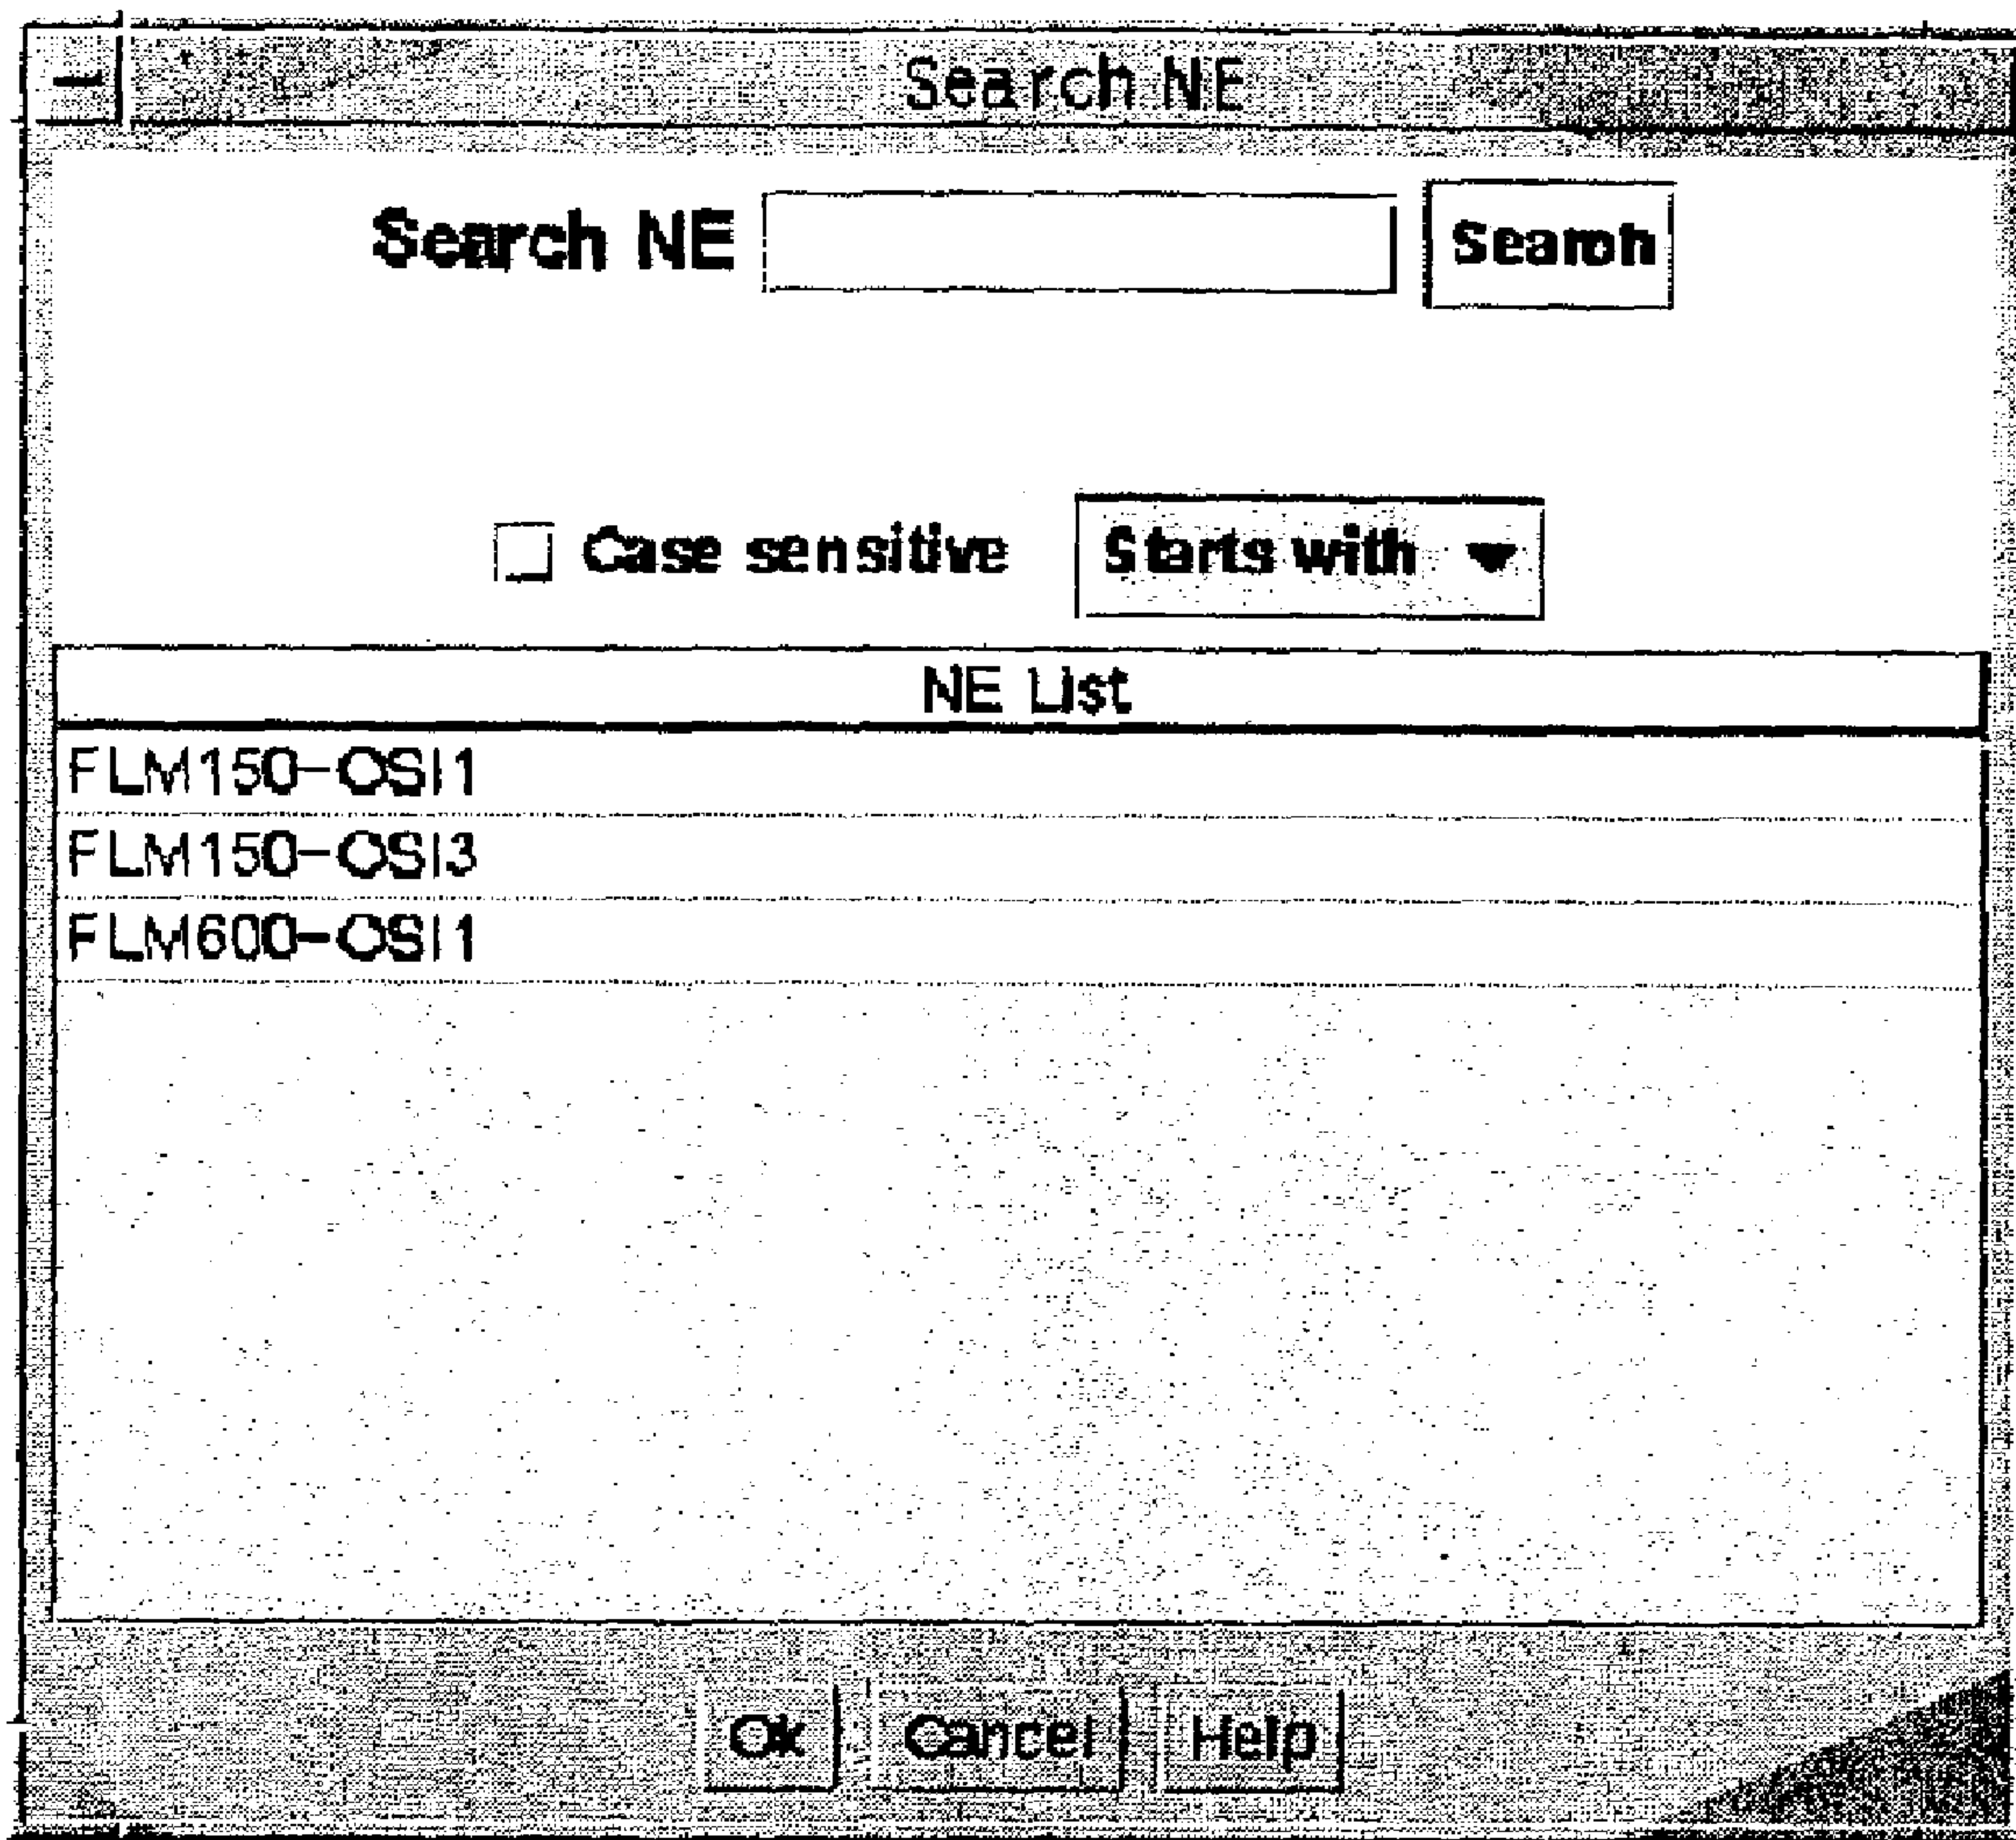 Search NE
Search NE Search
Case sensitive Starts with
NE List
FLM150-OSI1
FLM150-OSI3
FLM600-OSI1
Ok Cancel Help